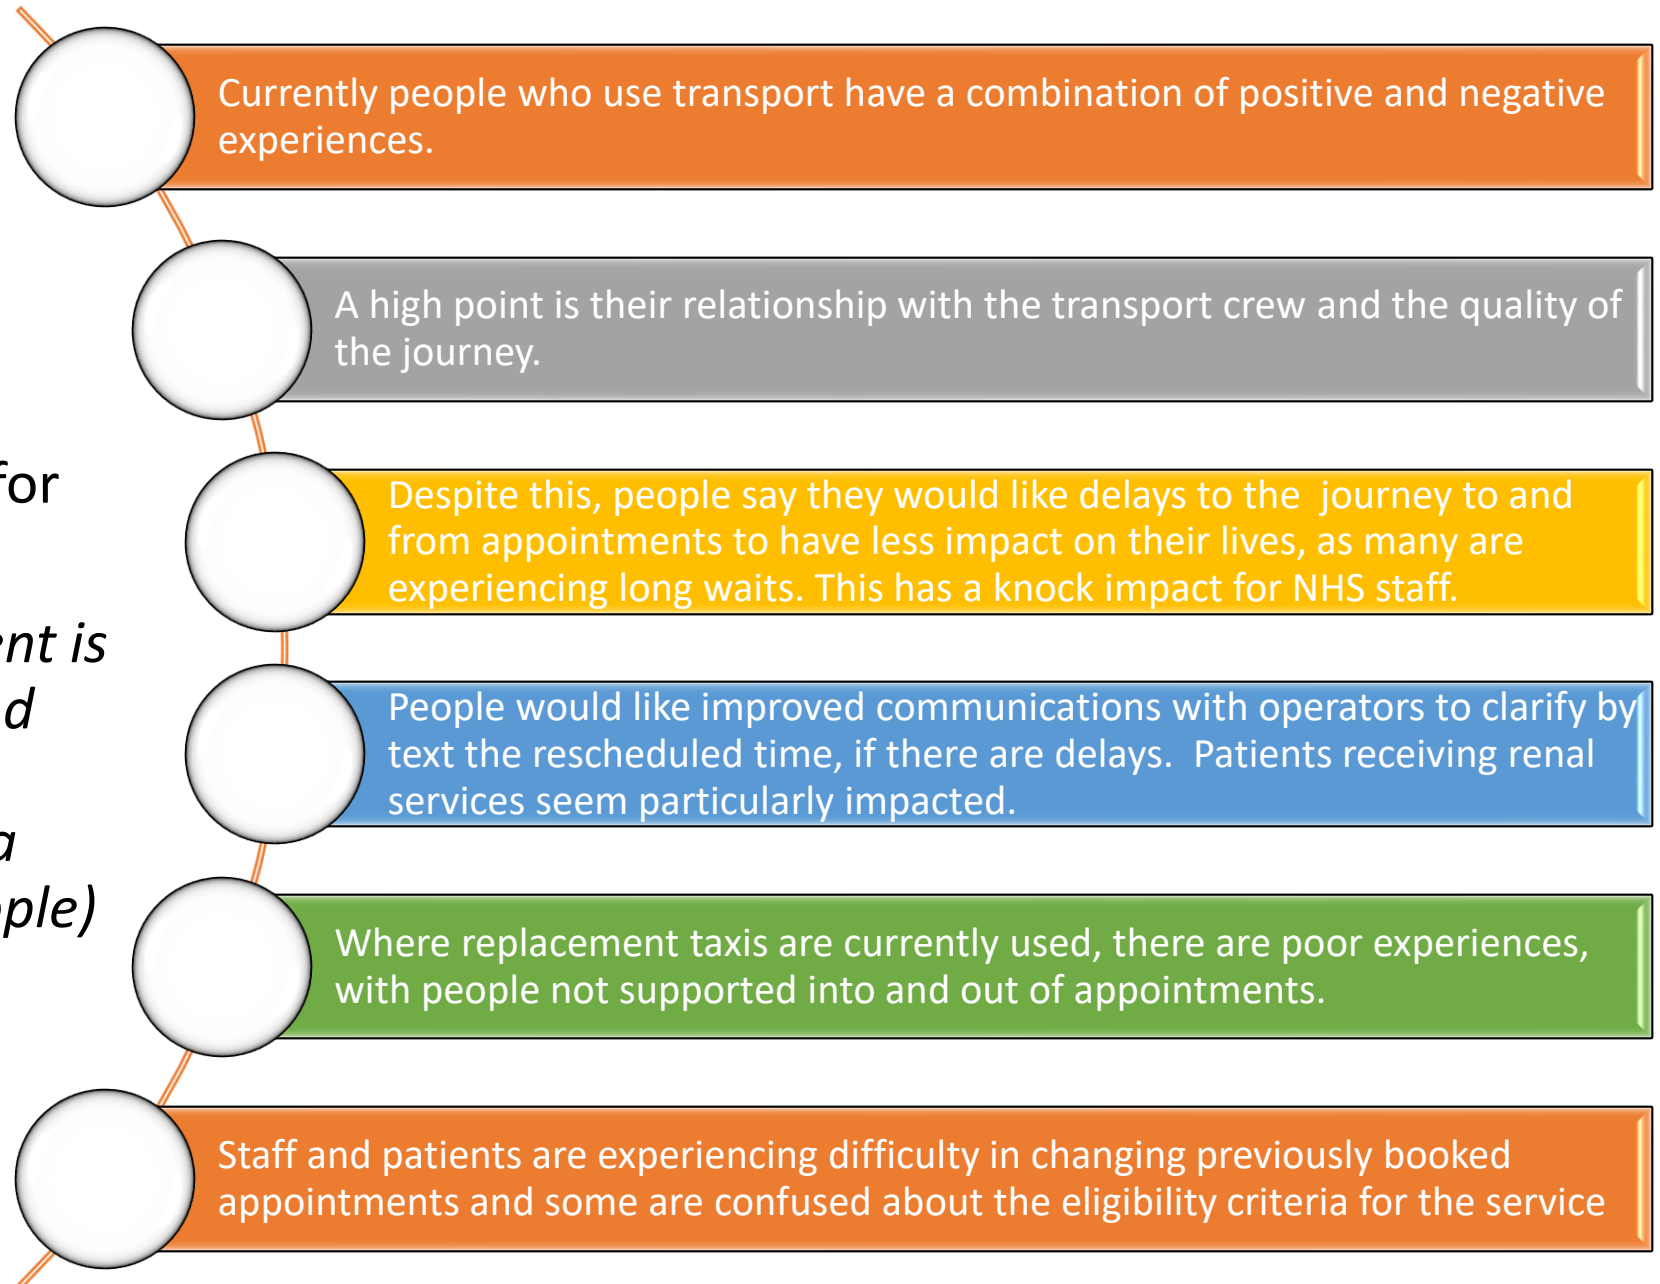 for
ent is
d
a
ple)
Currently people who use transport have a combination of positive and negative
experiences.
A high point is their relationship with the transport crew and the quality of
the journey.
Despite this, people say they would like delays to the  journey to and
from appointments to have less impact on their lives, as many are
experiencing long waits. This has a knock impact for NHS staff.
People would like improved communications with operators to clarify by
text the rescheduled time, if there are delays.  Patients receiving renal
services seem particularly impacted.
Where replacement taxis are currently used, there are poor experiences,
with people not supported into and out of appointments.
Staff and patients are experiencing difficulty in changing previously booked
appointments and some are confused about the eligibility criteria for the service